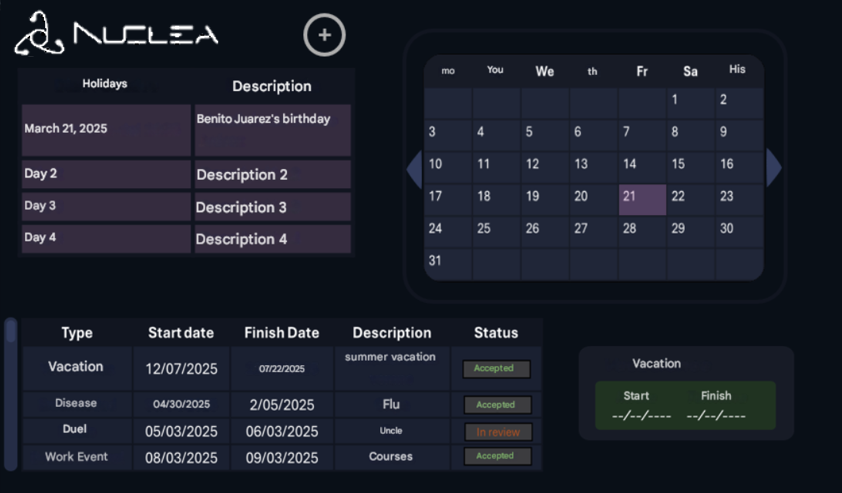 NUCLEA
+
Holidays Description
March 21, 2025 Benito Juarez's birthday
Day 2 Description 2
Day 3 Description 3
Day 4 Description 4
mo You We th Fr Sa His
1 2
3 4 5 6 7 8 9
10 11 12 13 14 15 16
17 18 19 20 21 22 23
24 25 26 27 28 29 30
31
Type Start date Finish Date Description Status
Vacation 12/07/2025 07/22/2025 summer vacation Accepted
Disease 04/30/2025 2/05/2025 Flu Accepted
Duel 05/03/2025 06/03/2025 Uncle In review
Work Event 08/03/2025 09/03/2025 Courses Accepted
Vacation
Start Finish
--/--/---- --/--/----